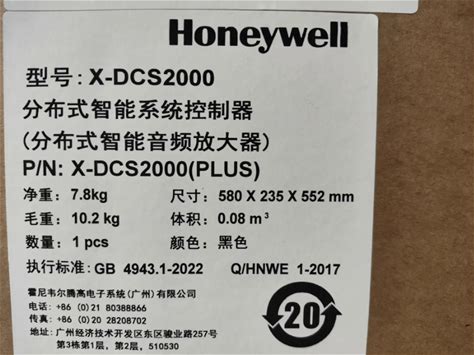 Honeywell
型号: X-DCS2000
分布式智能系统控制器
(分布式智能音频放大器)
P/N: X-DCS2000(PLUS)
净重: 7.8kg 尺寸: 580 X 235 X 552 mm
毛重: 10.2 kg 体积: 0.08 m³
数量: 1 pcs 颜色: 黑色
执行标准: GB 4943.1-2022 Q/HNWE 1-2017
霍尼韦尔腾高电子系统(广州)有限公司
电话: +86 (0)21 80388866
传真: +86 (0)20 28208702
地址: 广州经济技术开发区东区骏业路257号
第3栋第1层, 第2层, 510530
20